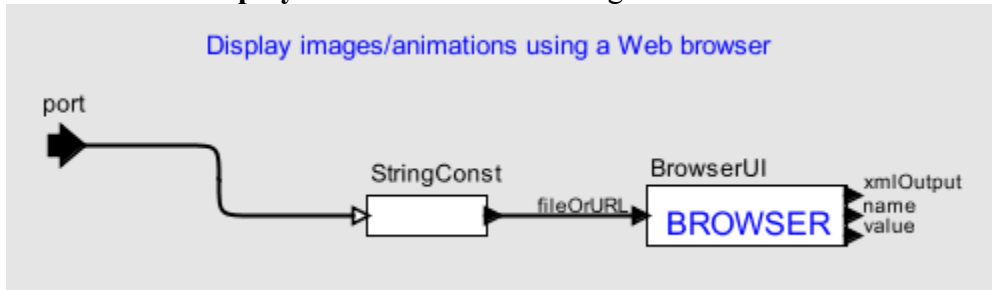 Display images/animations using a Web browser
port
StringConst
fileOrURL
BrowserUI
BROWSER
xmlOutput
name
value